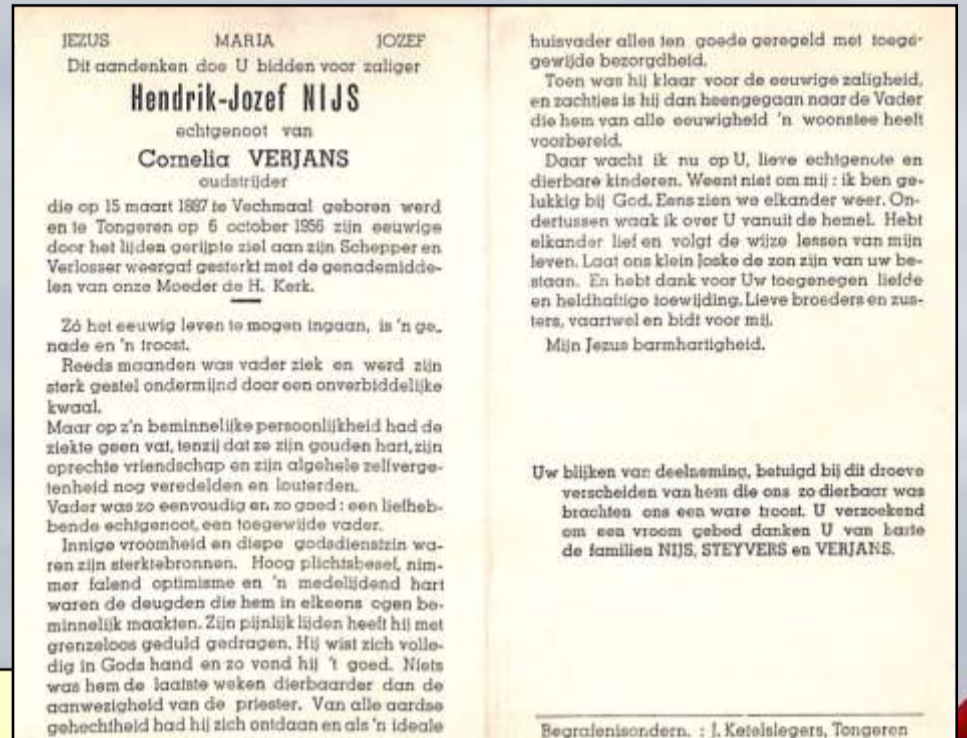 JEZUS MARIA JOZEF
Dit aandenken doe U bidden voor zaliger
Hendrik-Jozef NIJS
echtgenoot van
Cornelia VERJANS
oudstrijder
die op 15 maart 1887 te Vechmaal geboren werd
en te Tongeren op 6 october 1956 zijn eeuwige
door het lijden gerijpte ziel aan zijn Schepper en
Verlosser weergaf gesterkt met de genademidde-
len van onze Moeder de H. Kerk.
Zó het eeuwig leven te mogen ingaan, is 'n ge-
nade en 'n troost.
Reeds maanden was vader ziek en werd zijn
sterk gestel ondermijnd door een onverbiddelijke
kwaal.
Maar op z'n beminnelijke persoonlijkheid had de
ziekte geen vat, tenzij dat ze zijn gouden hart, zijn
oprechte vriendschap en zijn algehele zelfverge-
tenheid nog veredelden en louterden.
Vader was zo eenvoudig en zo goed : een liefheb-
bende echtgenoot, een toegewijde vader.
Innige vroomheid en diepe godsdienstzin wa-
ren zijn sterktebronnen. Hoog plichtsbesef, nim-
mer falend optimisme en 'n medelijdend hart
waren de deugden die hem in elkeens ogen be-
minnelijk maakten. Zijn pijnlijk lijden heeft hij met
grenzeloos geduld gedragen. Hij wist zich volle-
dig in Gods hand en zo vond hij 't goed. Niets
was hem de laatste weken dierbaarder dan de
aanwezigheid van de priester. Van alle aardse
gehechtheid had hij zich ontdaan en als 'n ideale
huisvader alles ten goede geregeld met toege-
gewijde bezorgdheid.
Toen was hij klaar voor de eeuwige zaligheid,
en zachtjes is hij dan heengegaan naar de Vader
die hem van alle eeuwigheid 'n woonstee heeft
voorbereid.
Daar wacht ik nu op U, lieve echtgenote en
dierbare kinderen. Weent niet om mij : ik ben ge-
lukkig bij God. Eens zien we elkander weer. On-
dertussen waak ik over U vanuit de hemel. Hebt
elkander lief en volgt de wijze lessen van mijn
leven. Laat ons klein Joske de zon zijn van uw be-
staan. En hebt dank voor Uw toegenegen liefde
en heldhaftige toewijding. Lieve broeders en zus-
ters, vaartwel en bidt voor mij.
Mijn Jezus barmhartigheid.
Uw blijken van deelneming, betuigd bij dit droeve
verscheiden van hem die ons zo dierbaar was
brachten ons een ware troost. U verzoekend
om een vroom gebed danken U van harte
de familien NIJS, STEYVERS en VERJANS.
Begrafenisondern. : J. Ketelslegers, Tongeren